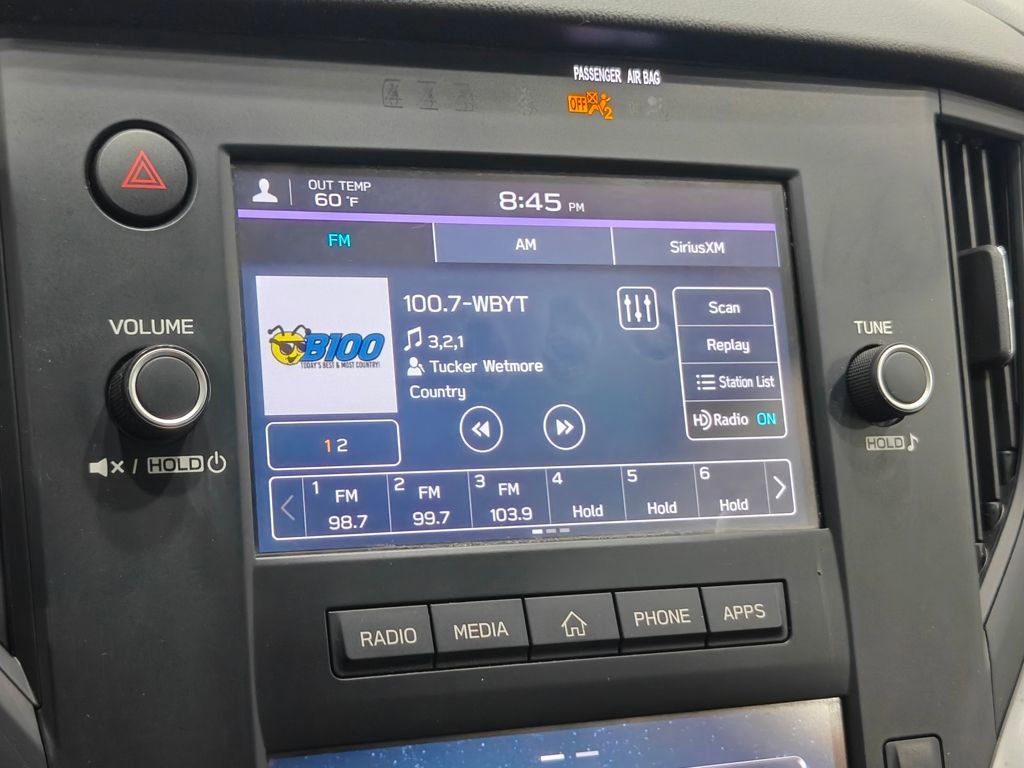 PASSENGER AIR BAG
OFF 2
OUT TEMP
60 °F
8:45 PM
FM
AM
SiriusXM
B100
TODAY'S BEST & MOST COUNTRY!
100.7-WBYT
3,2,1
Tucker Wetmore
Country
Scan
Replay
Station List
HD Radio ON
1 2
1 FM 98.7
2 FM 99.7
3 FM 103.9
4 Hold
5 Hold
6 Hold
VOLUME
/ HOLD
TUNE
HOLD
RADIO
MEDIA
PHONE
APPS